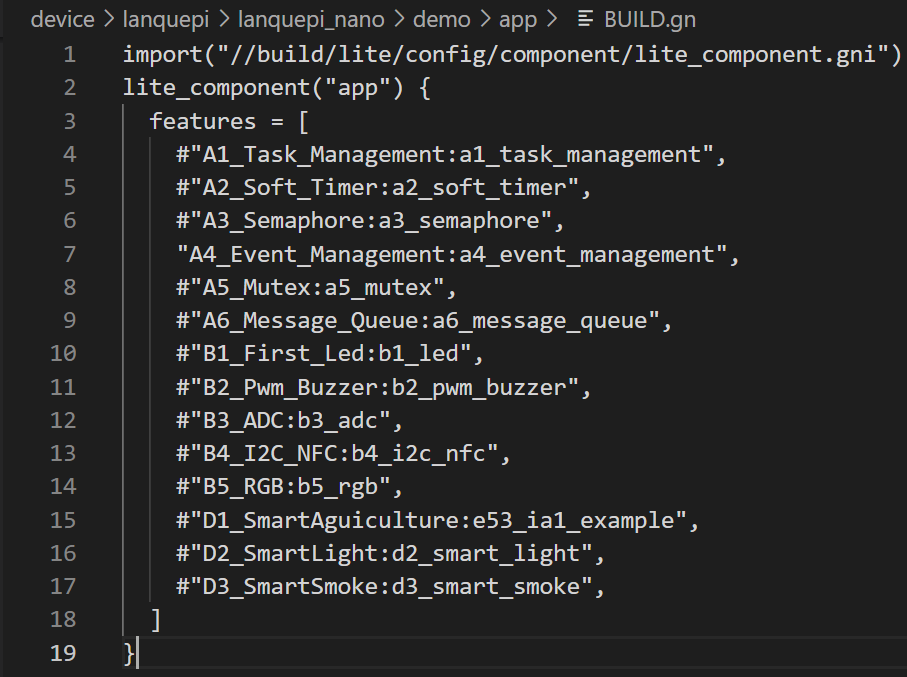 device > lanquepi > lanquepi_nano > demo > app > BUILD.gn
1 import("//build/lite/config/component/lite_component.gni")
2 lite_component("app") {
3   features = [
4     #"A1_Task_Management:a1_task_management",
5     #"A2_Soft_Timer:a2_soft_timer",
6     #"A3_Semaphore:a3_semaphore",
7     "A4_Event_Management:a4_event_management",
8     #"A5_Mutex:a5_mutex",
9     #"A6_Message_Queue:a6_message_queue",
10     #"B1_First_Led:b1_led",
11     #"B2_Pwm_Buzzer:b2_pwm_buzzer",
12     #"B3_ADC:b3_adc",
13     #"B4_I2C_NFC:b4_i2c_nfc",
14     #"B5_RGB:b5_rgb",
15     #"D1_SmartAguiculture:e53_ia1_example",
16     #"D2_SmartLight:d2_smart_light",
17     #"D3_SmartSmoke:d3_smart_smoke",
18   ]
19 }